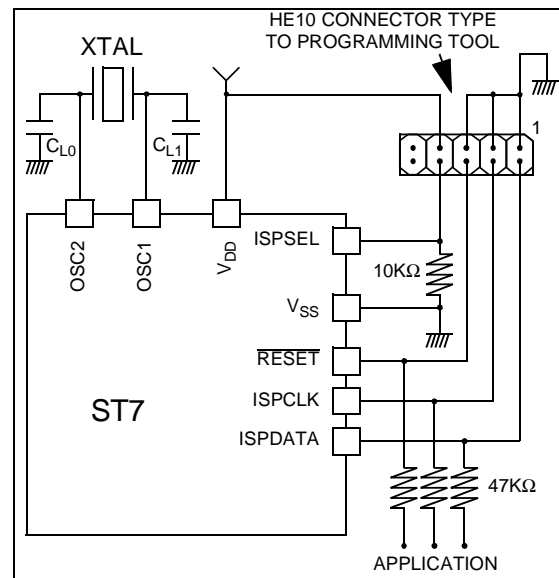 HE10 CONNECTOR TYPE
TO PROGRAMMING TOOL
XTAL
1
CL0
CL1
OSC2
OSC1
VDD
ISPSEL
10KΩ
VSS
RESET
ST7
ISPCLK
ISPDATA
47KΩ
APPLICATION